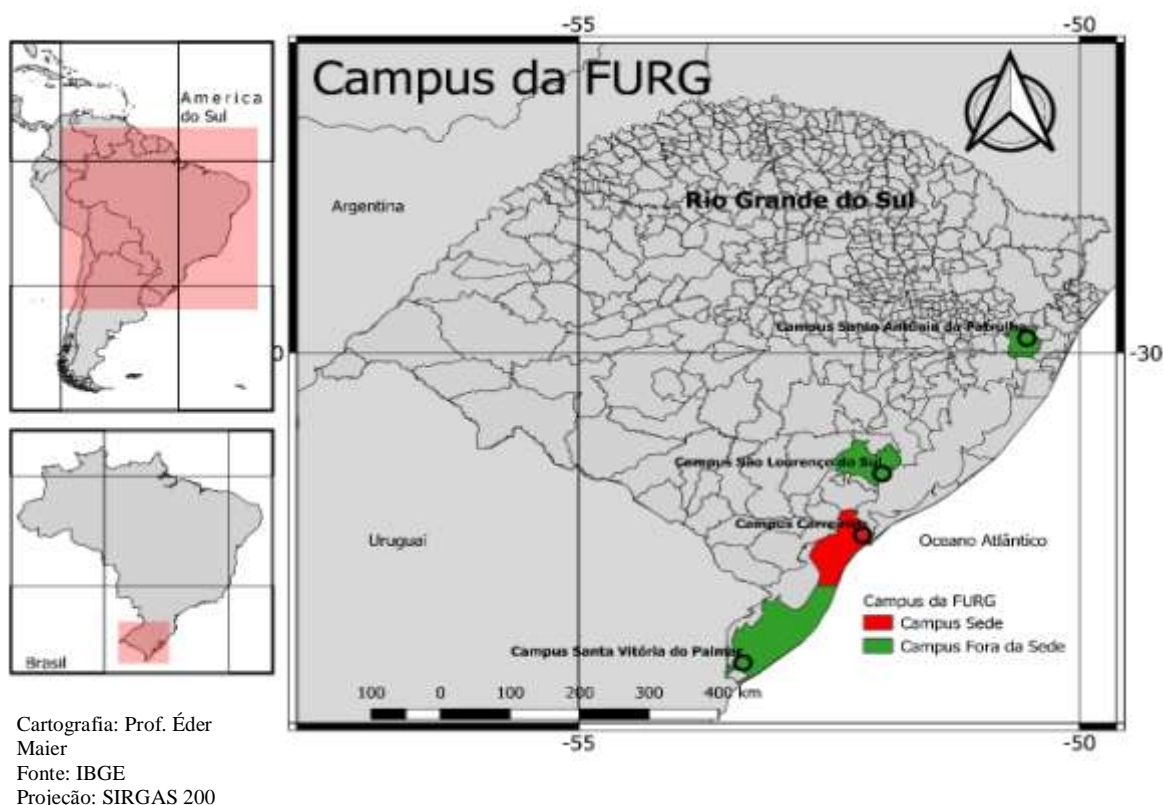 -55
-50
America
do Sul
Campus da FURG
Argentina
Rio Grande do Sul
Campus Santo Antônio da Patrulha
0
-30
Campus São Lourenço do Sul
Campus Carreiros
Uruguai
Oceano Atlântico
Campus da FURG
Campus Sede
Campus Fora da Sede
Campus Santa Vitória do Palmar
Brasil
100 0 100 200 300 400 km
-55
-50
Cartografia: Prof. Éder
Maier
Fonte: IBGE
Projeção: SIRGAS 200